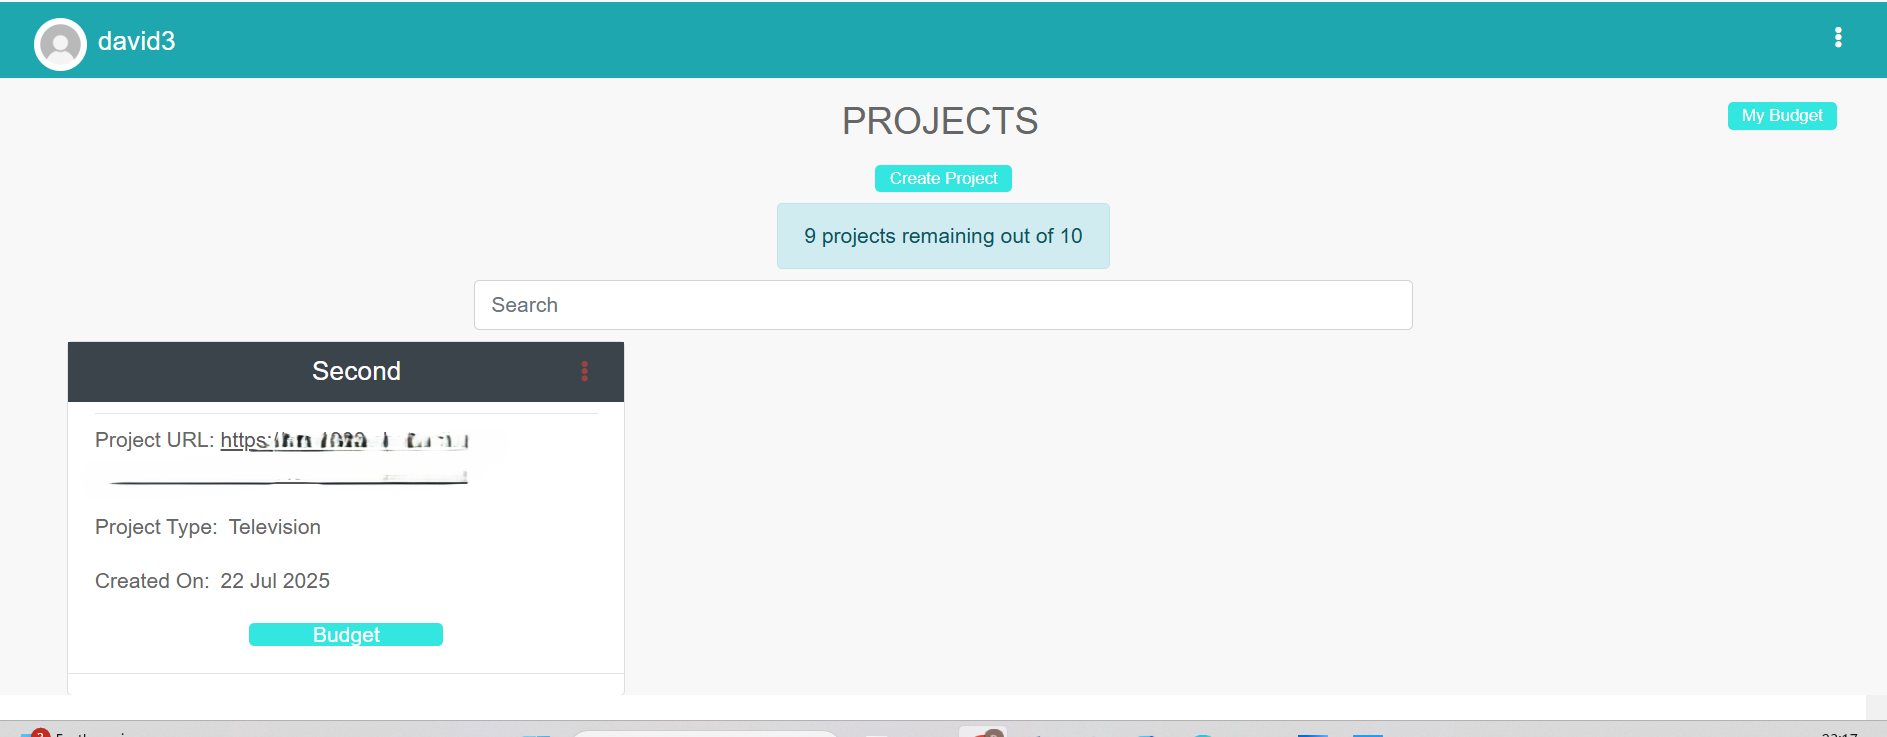 david3
PROJECTS
My Budget
Create Project
9 projects remaining out of 10
Search
Second
Project URL: https:/
Project Type: Television
Created On: 22 Jul 2025
Budget